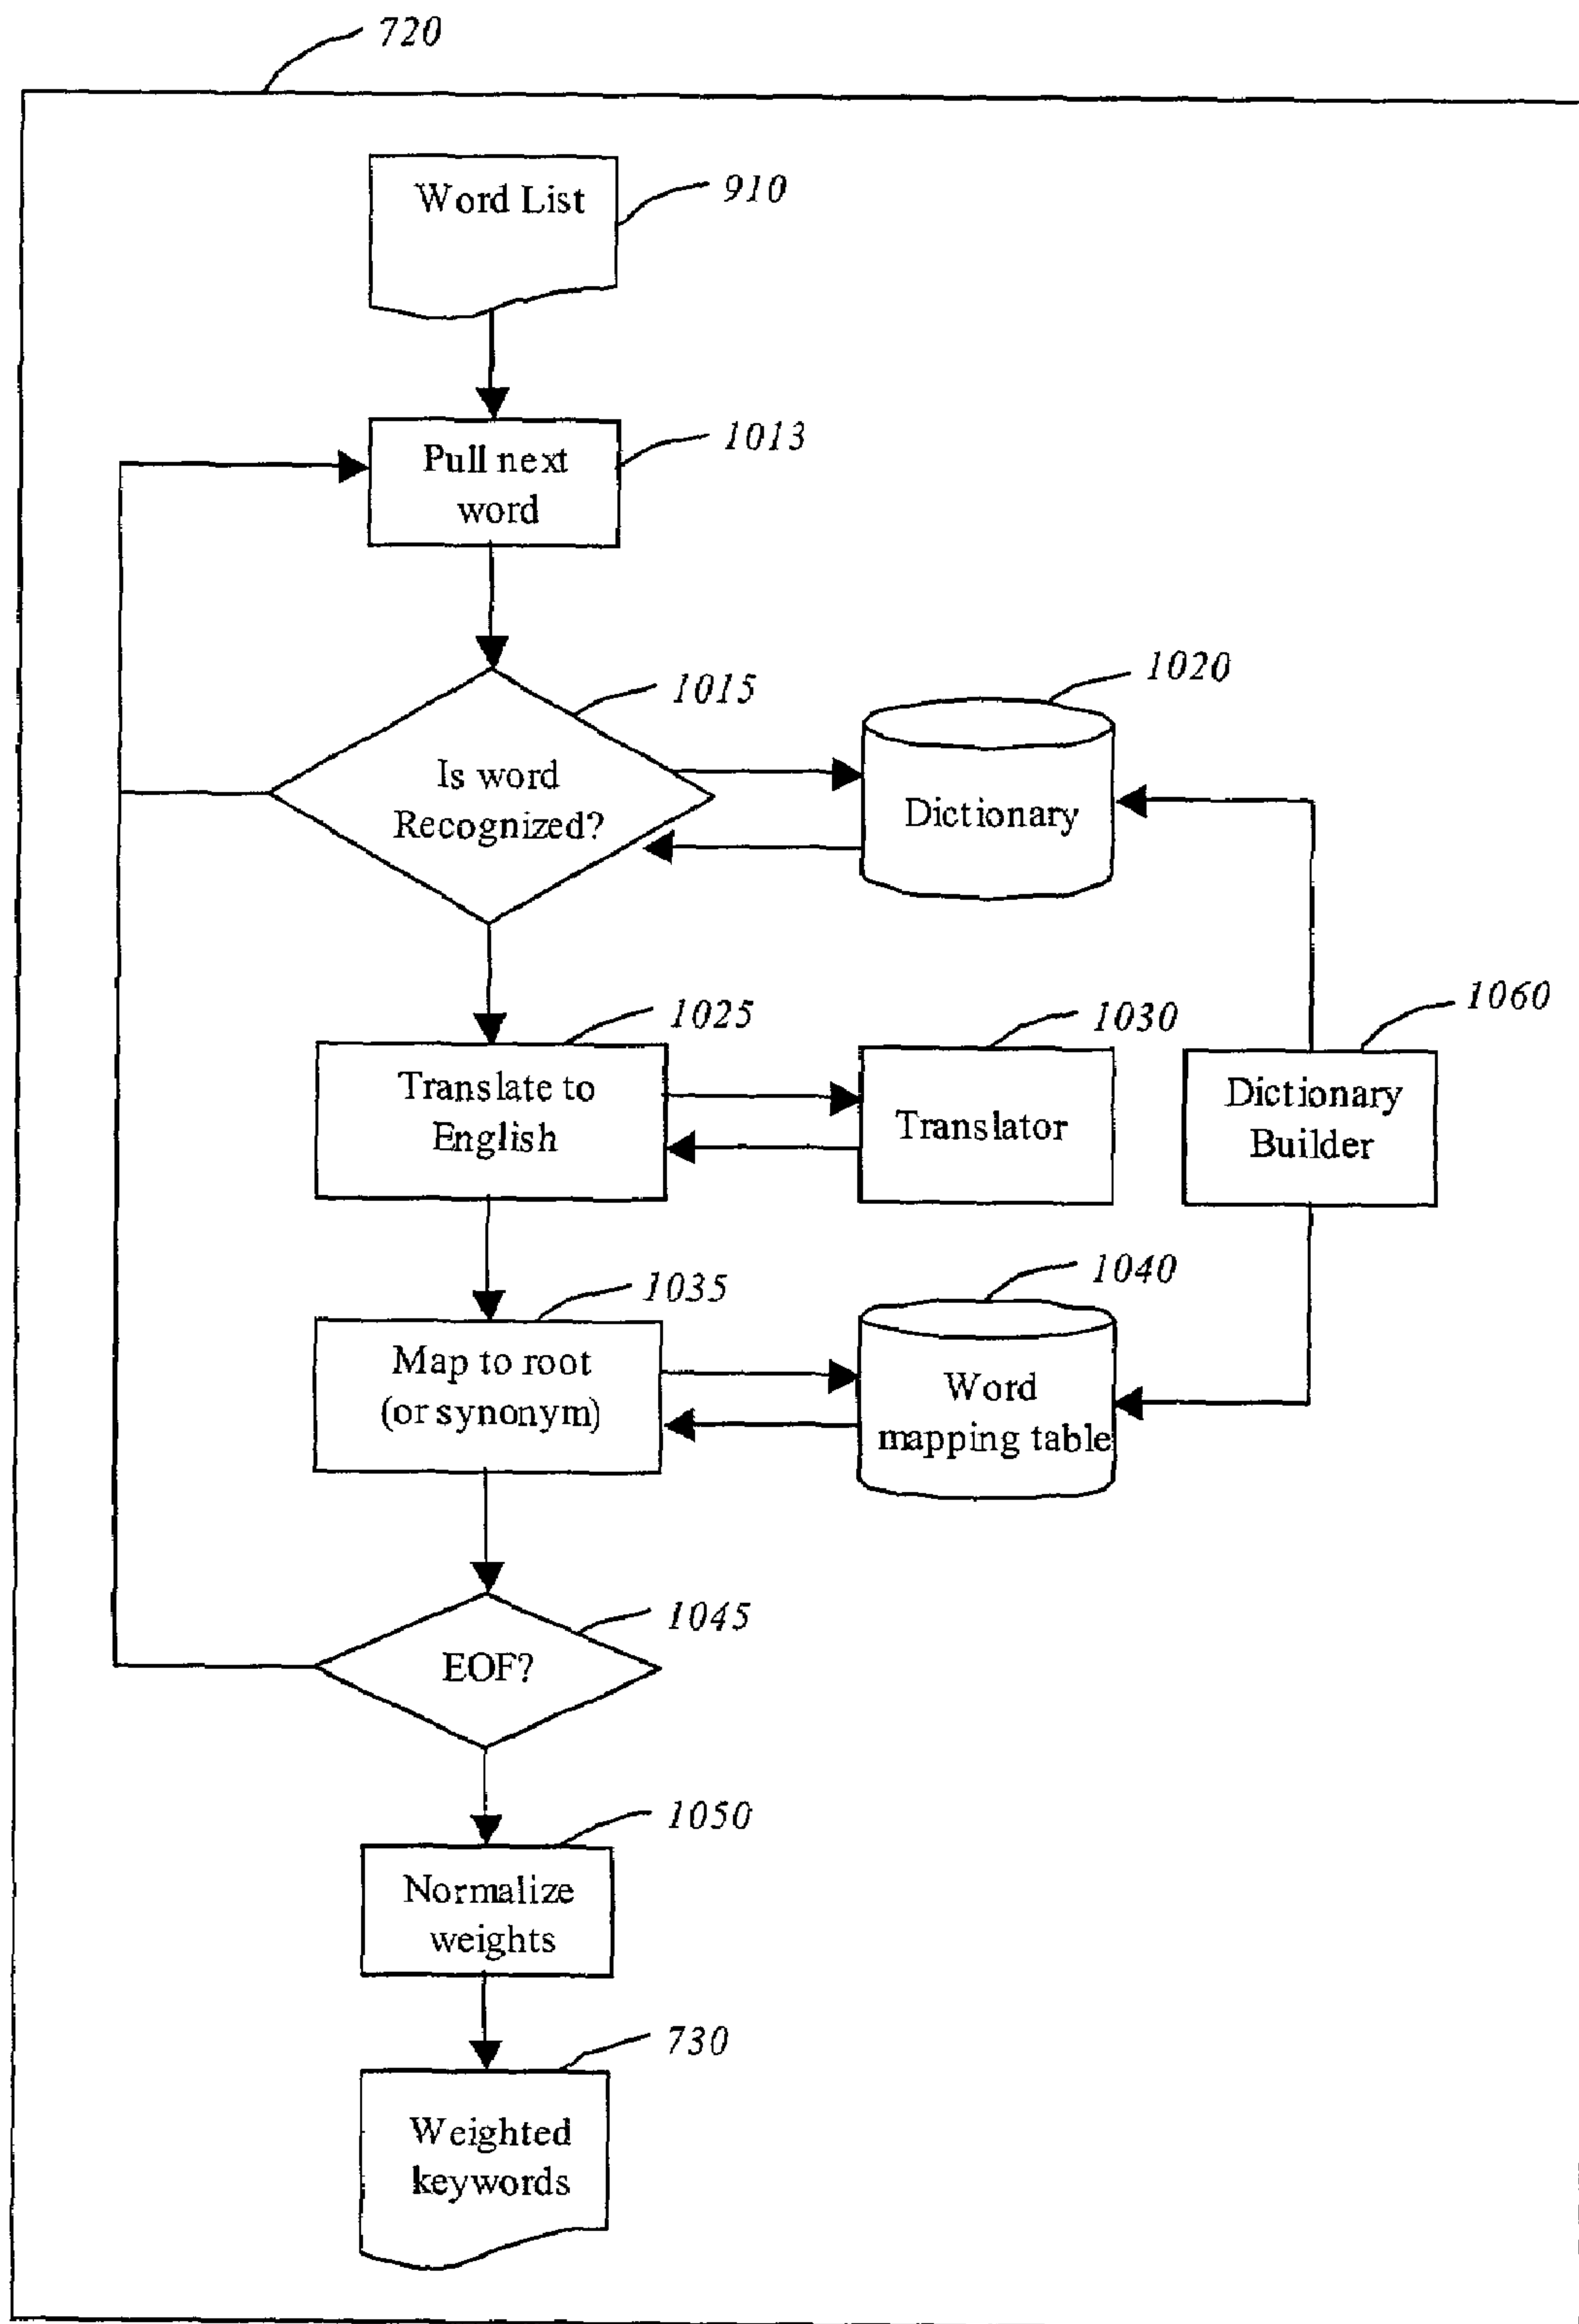 720
Word List
910
Pull next
word
1013
Is word
Recognized?
1015
Dictionary
1020
Translate to
English
1025
Translator
1030
Dictionary
Builder
1060
Map to root
(or synonym)
1035
Word
mapping table
1040
EOF?
1045
Normalize
weights
1050
Weighted
keywords
730